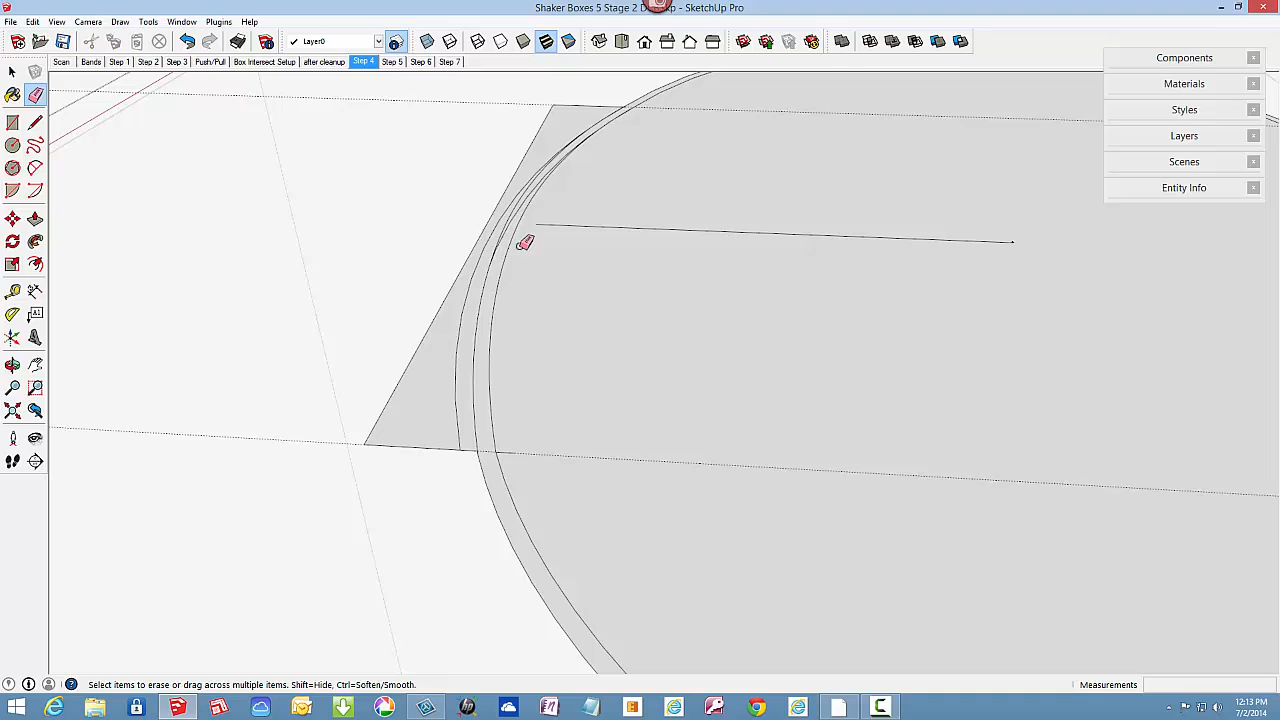 Shaker Boxes 5 Stage 2 D
kp - SketchUp Pro
File Edit View Camera Draw Tools Window Plugins Help
Layer0
Scan Bands Step 1 Step 2 Step 3 Push/Pull Box Intersect Setup after cleanup Step 4 Step 5 Step 6 Step 7
Components
Materials
Styles
Layers
Scenes
Entity Info
Select items to erase or drag across multiple items. Shift=Hide, Ctrl=Soften/Smooth.
Measurements
12:13 PM
7/2/2014